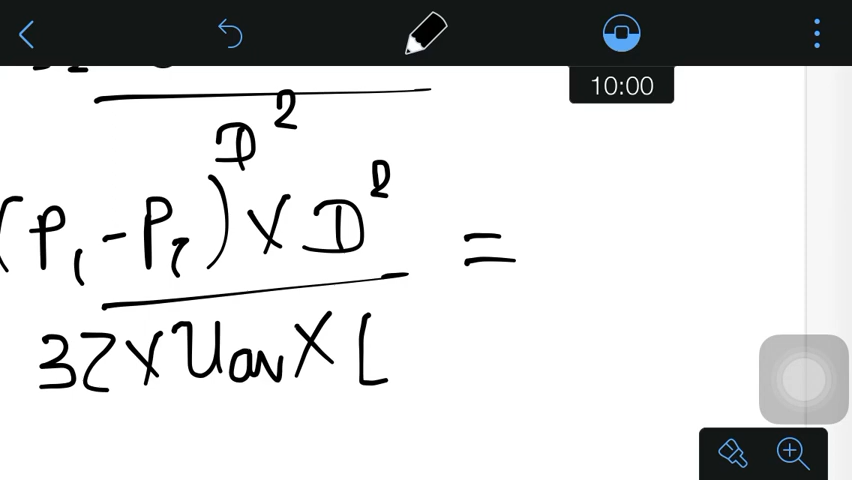 10:00
D²
(P₁-P₂)×D² =
32×Uav×L